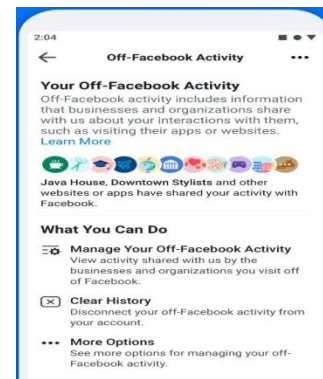 2:04
Off-Facebook Activity
Your Off-Facebook Activity
Off-Facebook activity includes information
that businesses and organizations share
with us about your interactions with them,
such as visiting their apps or websites.
Learn More
Java House, Downtown Stylists and other
websites or apps have shared your activity with
Facebook.
What You Can Do
Manage Your Off-Facebook Activity
View activity shared with us by the
businesses and organizations you visit off
of Facebook.
Clear History
Disconnect your off-Facebook activity from
your account.
More Options
See more options for managing your off-
Facebook activity.